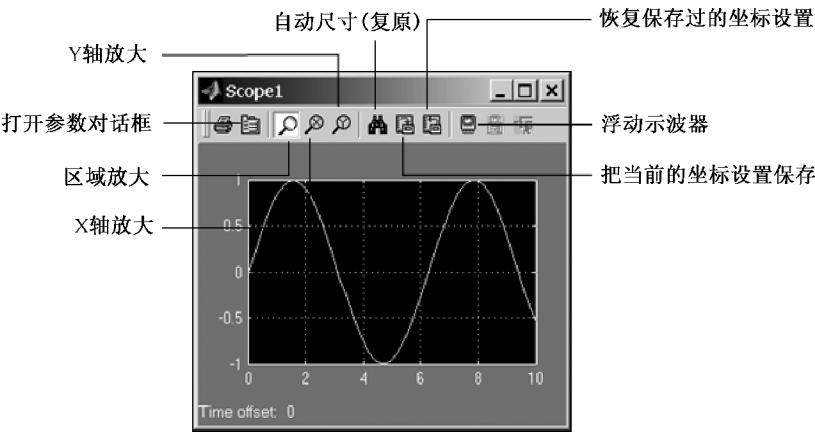 自动尺寸(复原)
恢复保存过的坐标设置
Y轴放大
Scope1
打开参数对话框
浮动示波器
区域放大
把当前的坐标设置保存
X轴放大
1
0.5
0
-0.5
-1
0 2 4 6 8 10
Time offset: 0